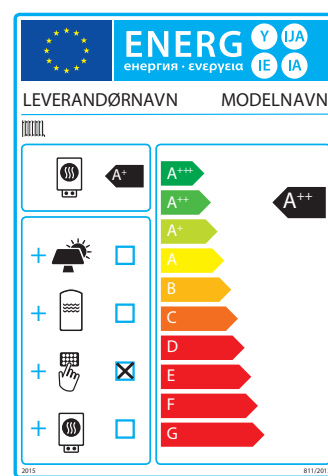 ENERG Y IJA
енергия · ενεργεια IE IA
LEVERANDØRNAVN MODELNAVN
A+
A+++
A++
A++
A+
A
B
C
D
E
F
G
2015 811/201